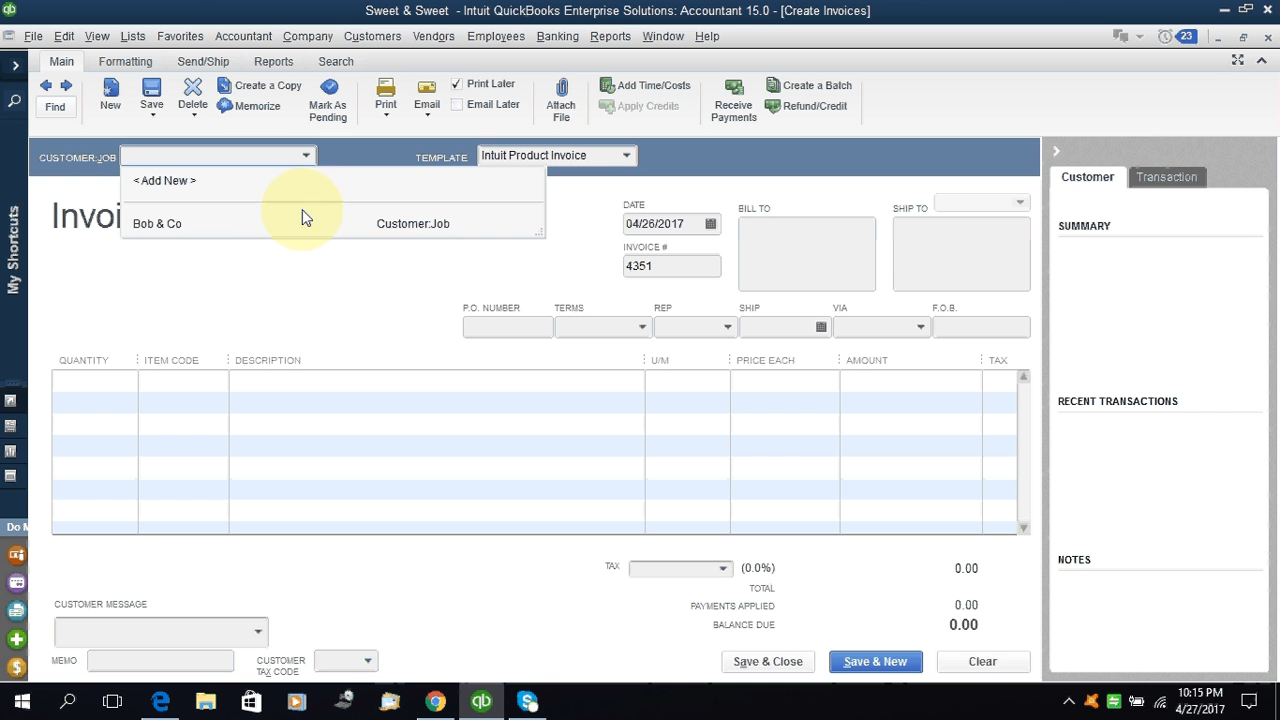 Sweet & Sweet - Intuit QuickBooks Enterprise Solutions: Accountant 15.0 - [Create Invoices]
File Edit View Lists Favorites Accountant Company Customers Vendors Employees Banking Reports Window Help 23
Main Formatting Send/Ship Reports Search
Find New Save Delete Create a Copy Memorize Mark As Pending Print Email Print Later Email Later Attach File Add Time/Costs Apply Credits Receive Payments Create a Batch Refund/Credit
CUSTOMER:JOB TEMPLATE Intuit Product Invoice
< Add New >
Bob & Co Customer:Job
Invoi
DATE
04/26/2017
INVOICE #
4351
BILL TO
SHIP TO
P.O. NUMBER TERMS REP SHIP VIA F.O.B.
QUANTITY ITEM CODE DESCRIPTION U/M PRICE EACH AMOUNT TAX
TAX (0.0%) 0.00
TOTAL
PAYMENTS APPLIED 0.00
BALANCE DUE 0.00
CUSTOMER MESSAGE
MEMO
CUSTOMER TAX CODE
Save & Close Save & New Clear
Customer Transaction
SUMMARY
RECENT TRANSACTIONS
NOTES
My Shortcuts
Do M
10:15 PM
4/27/2017